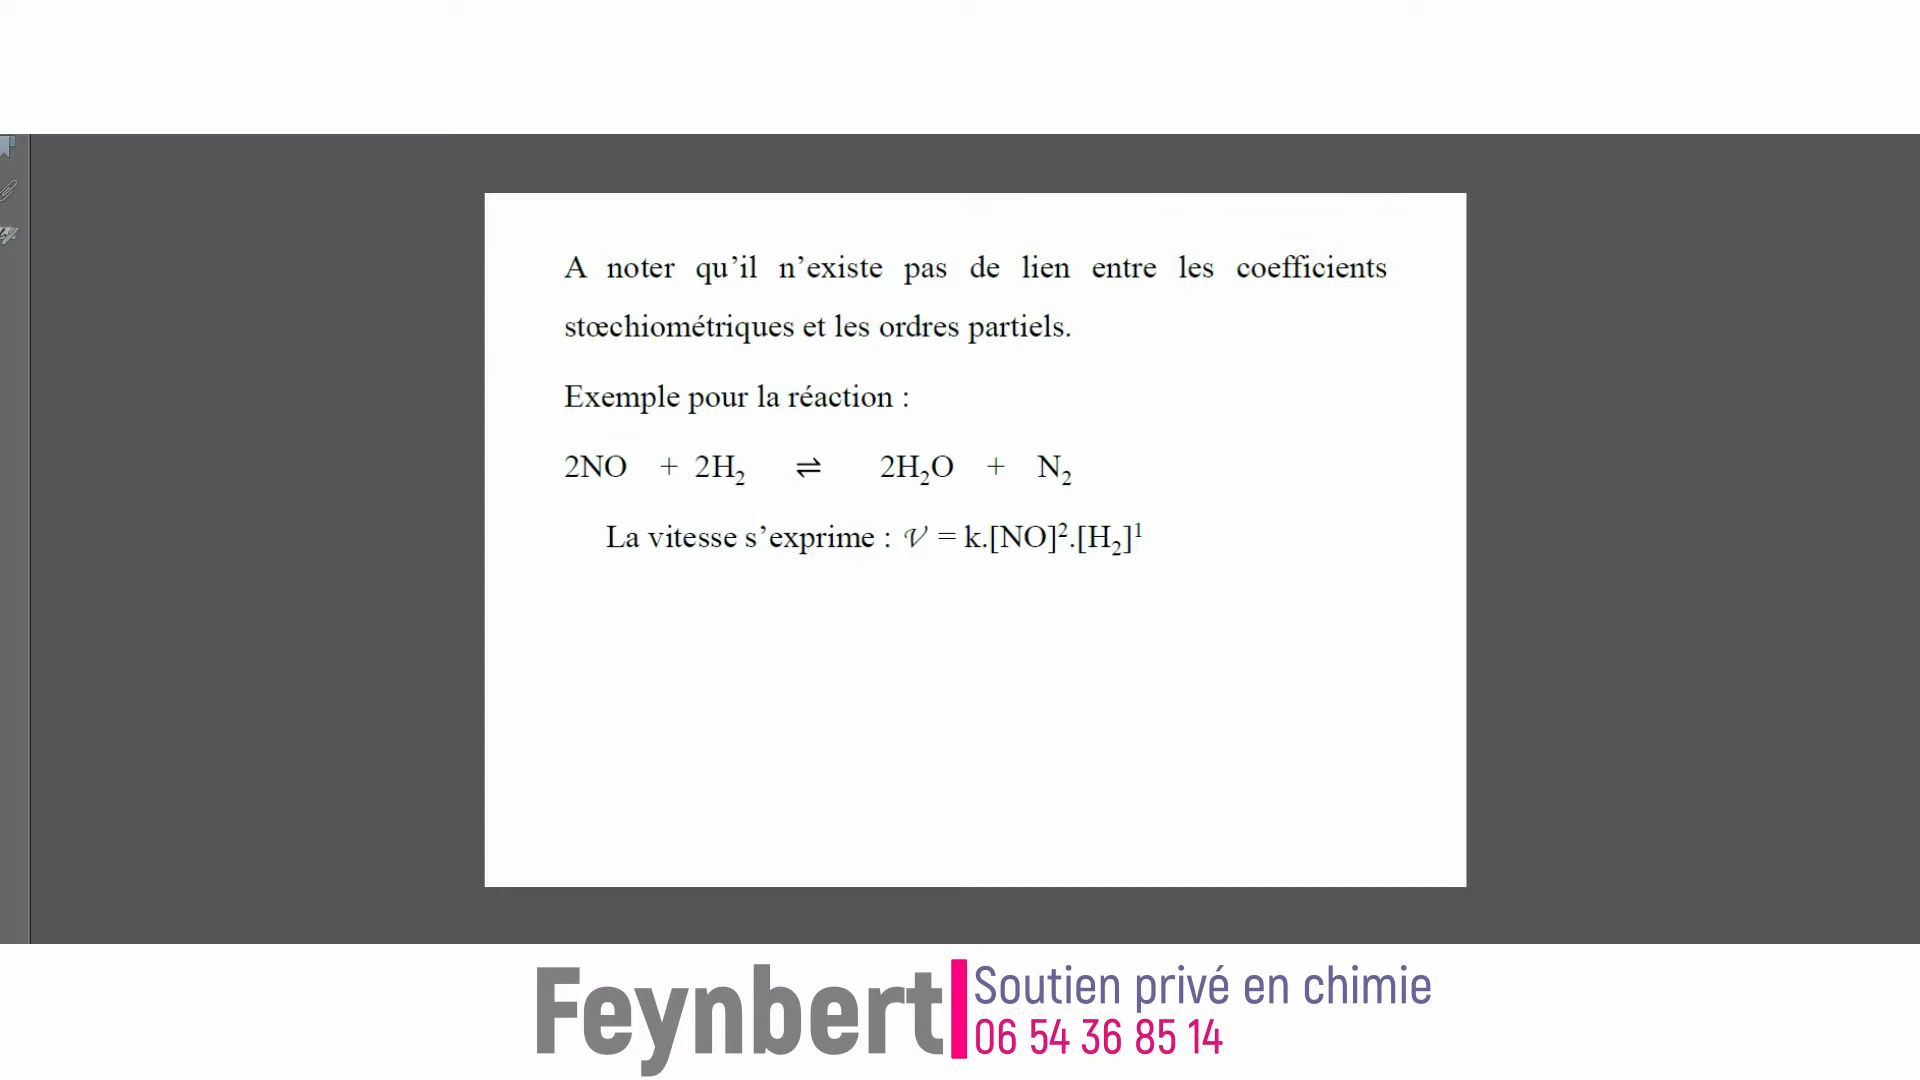 A noter qu’il n’existe pas de lien entre les coefficients
stœchiométriques et les ordres partiels.
Exemple pour la réaction :
2NO + 2H₂ ⇌ 2H₂O + N₂
La vitesse s’exprime : 𝒱 = k.[NO]².[H₂]¹
Feynbert
Soutien privé en chimie
06 54 36 85 14